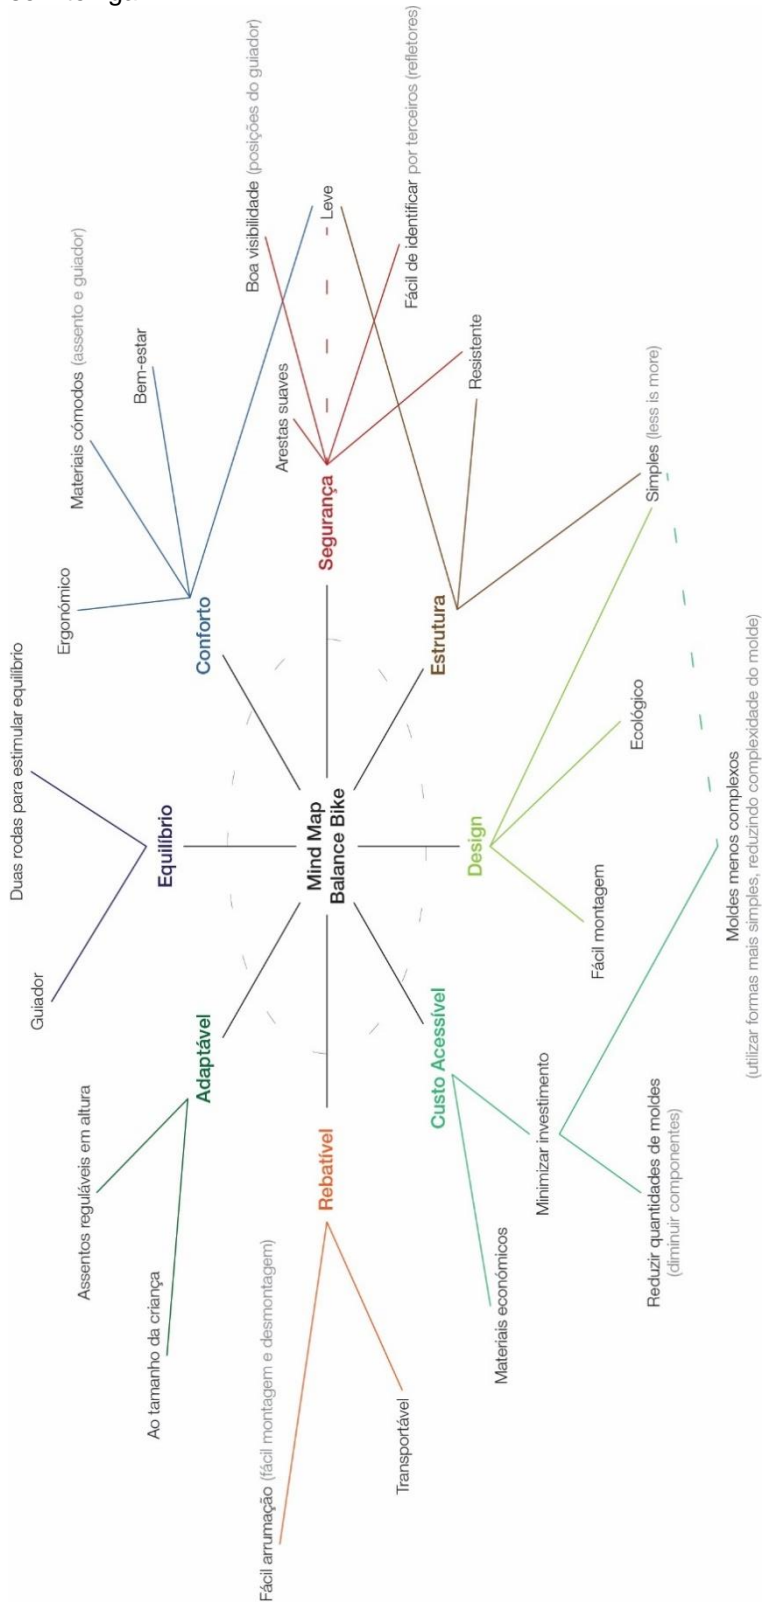 Mind Map
Balance Bike
Equilíbrio
Guiador
Duas rodas para estimular equilíbrio
Conforto
Ergonómico
Materiais cómodos (assento e guiador)
Bem-estar
Leve
Segurança
Arestas suaves
Boa visibilidade (posições do guiador)
Fácil de identificar por terceiros (refletores)
Resistente
Estrutura
Simples (less is more)
Design
Ecológico
Fácil montagem
Custo Acessível
Materiais económicos
Minimizar investimento
Reduzir quantidades de moldes
(diminuir componentes)
Moldes menos complexos
(utilizar formas mais simples, reduzindo complexidade do molde)
Rebatível
Fácil arrumação (fácil montagem e desmontagem)
Transportável
Adaptável
Assentos reguláveis em altura
Ao tamanho da criança